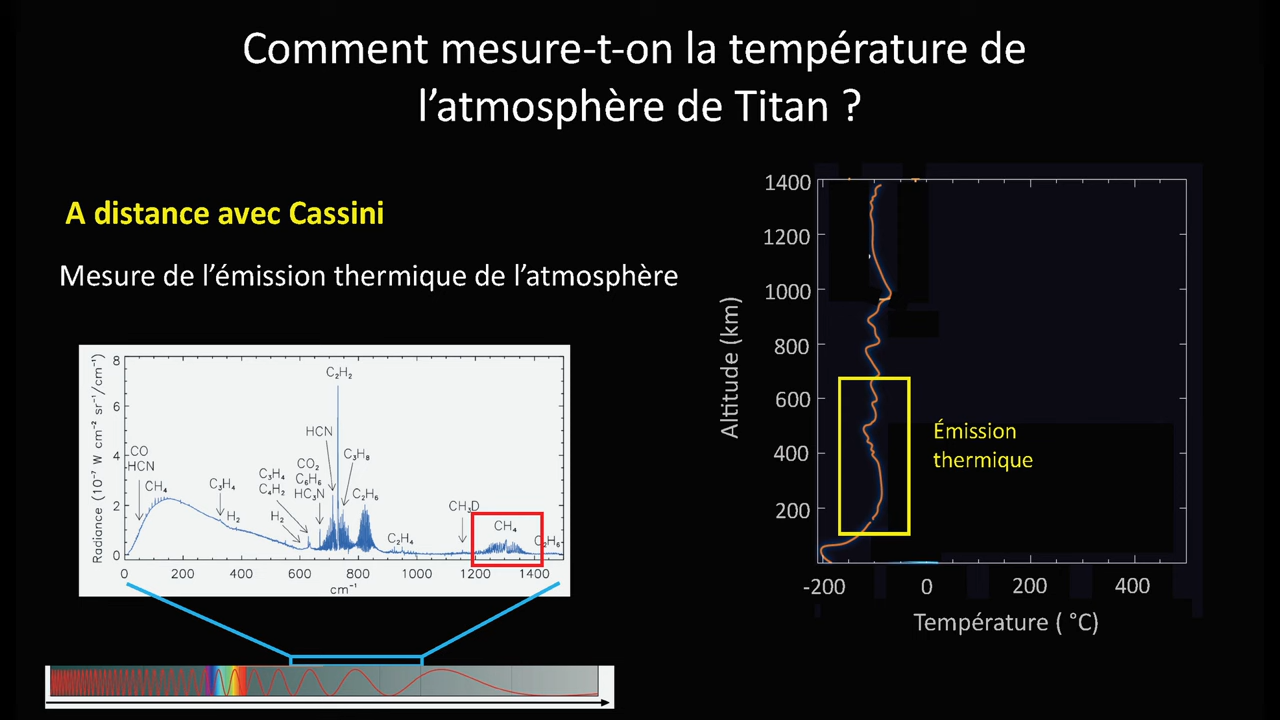 Comment mesure-t-on la température de
l’atmosphère de Titan ?
A distance avec Cassini
Mesure de l’émission thermique de l’atmosphère
Radiance (10⁻⁷ W cm⁻² sr⁻¹/cm⁻¹)
8
6
4
2
0
CO
HCN
CH₄
C₃H₄
H₂
C₃H₄
C₄H₂
H₂
CO₂
C₆H₆
HC₃N
HCN
C₂H₂
C₃H₈
C₂H₆
C₂H₄
CH₃D
CH₄
C₂H₆
0 200 400 600 800 1000 1200 1400
cm⁻¹
Altitude (km)
1400
1200
1000
800
600
400
200
Émission
thermique
-200 0 200 400
Température ( °C)